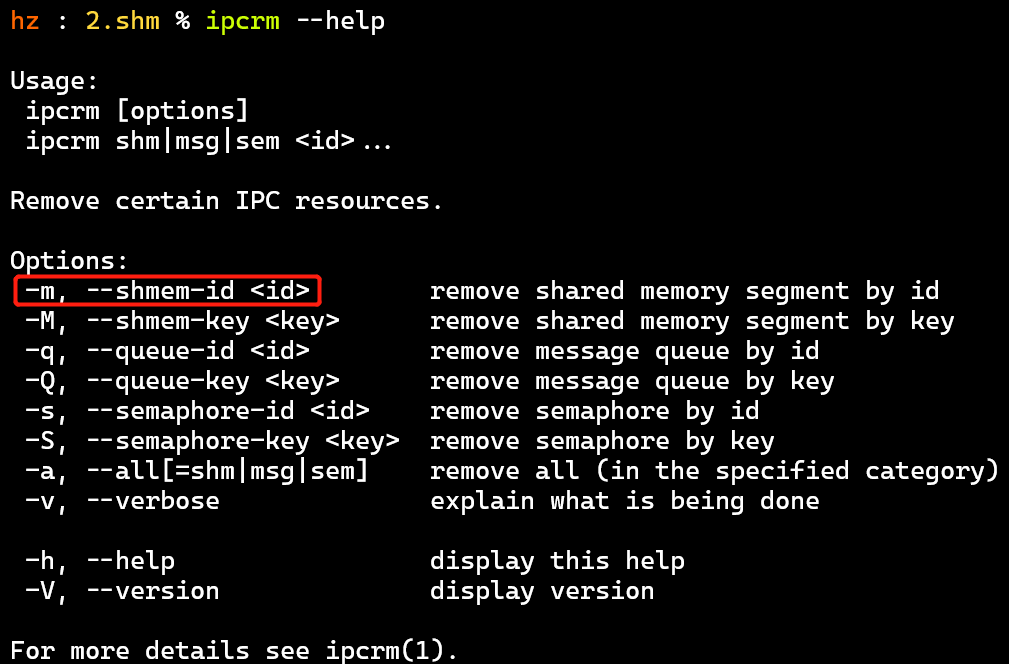 hz : 2.shm % ipcrm --help
Usage:
ipcrm [options]
ipcrm shm|msg|sem <id>...
Remove certain IPC resources.
Options:
-m, --shmem-id <id> remove shared memory segment by id
-M, --shmem-key <key> remove shared memory segment by key
-q, --queue-id <id> remove message queue by id
-Q, --queue-key <key> remove message queue by key
-s, --semaphore-id <id> remove semaphore by id
-S, --semaphore-key <key> remove semaphore by key
-a, --all[=shm|msg|sem] remove all (in the specified category)
-v, --verbose explain what is being done
-h, --help display this help
-V, --version display version
For more details see ipcrm(1).